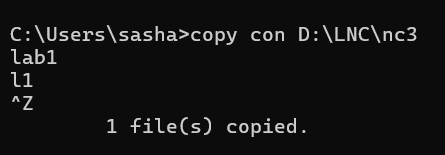 C:\Users\sasha>copy con D:\LNC\nc3
lab1
l1
^Z
        1 file(s) copied.